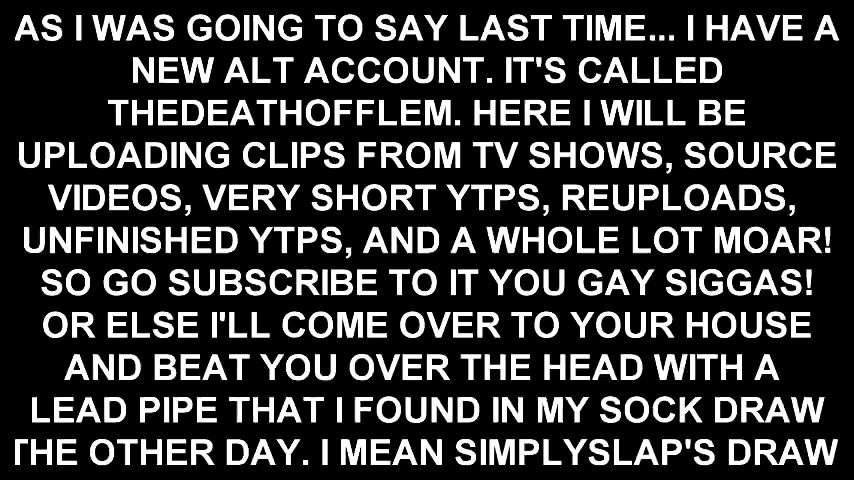 AS I WAS GOING TO SAY LAST TIME... I HAVE A
NEW ALT ACCOUNT. IT'S CALLED
THEDEATHOFFLEM. HERE I WILL BE
UPLOADING CLIPS FROM TV SHOWS, SOURCE
VIDEOS, VERY SHORT YTPS, REUPLOADS,
UNFINISHED YTPS, AND A WHOLE LOT MOAR!
SO GO SUBSCRIBE TO IT YOU GAY SIGGAS!
OR ELSE I'LL COME OVER TO YOUR HOUSE
AND BEAT YOU OVER THE HEAD WITH A
LEAD PIPE THAT I FOUND IN MY SOCK DRAW
THE OTHER DAY. I MEAN SIMPLYSLAP'S DRAW